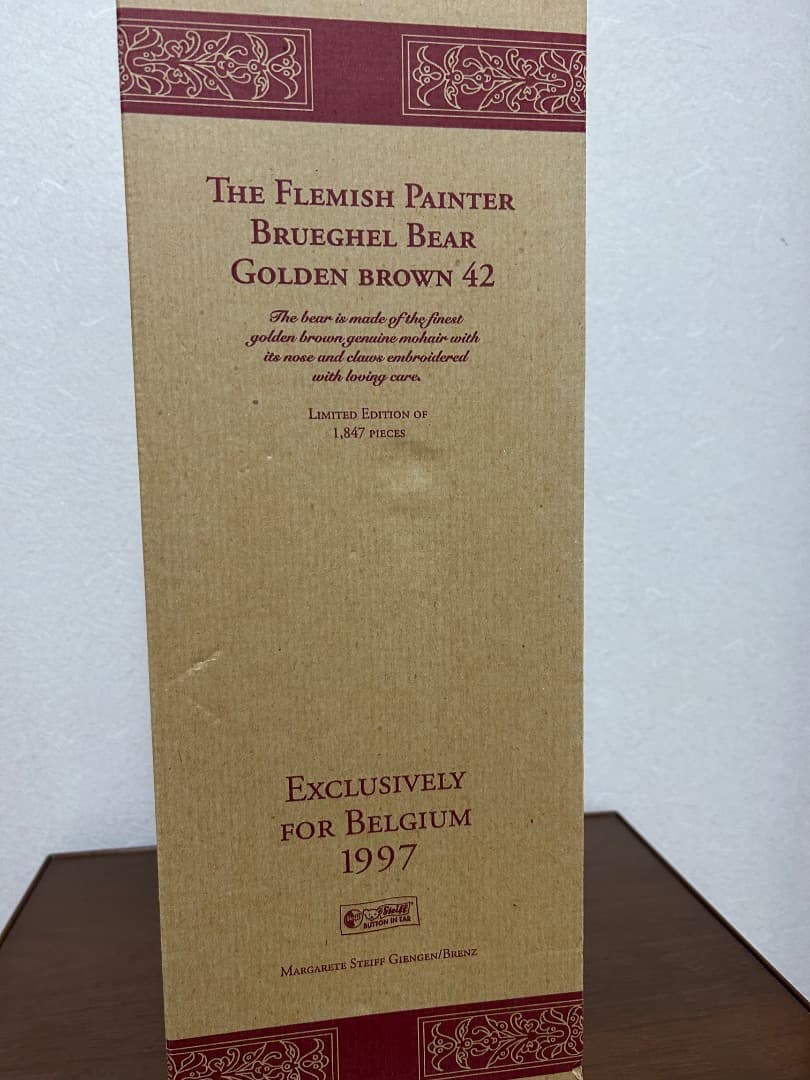 THE FLEMISH PAINTER
BRUEGHEL BEAR
GOLDEN BROWN 42
The bear is made of the finest
golden brown genuine mohair with
its nose and claws embroidered
with loving care.
LIMITED EDITION OF
1,847 PIECES
EXCLUSIVELY
FOR BELGIUM
1997
Steiff
BUTTON IN EAR
MARGARETE STEIFF GIENGEN/BRENZ